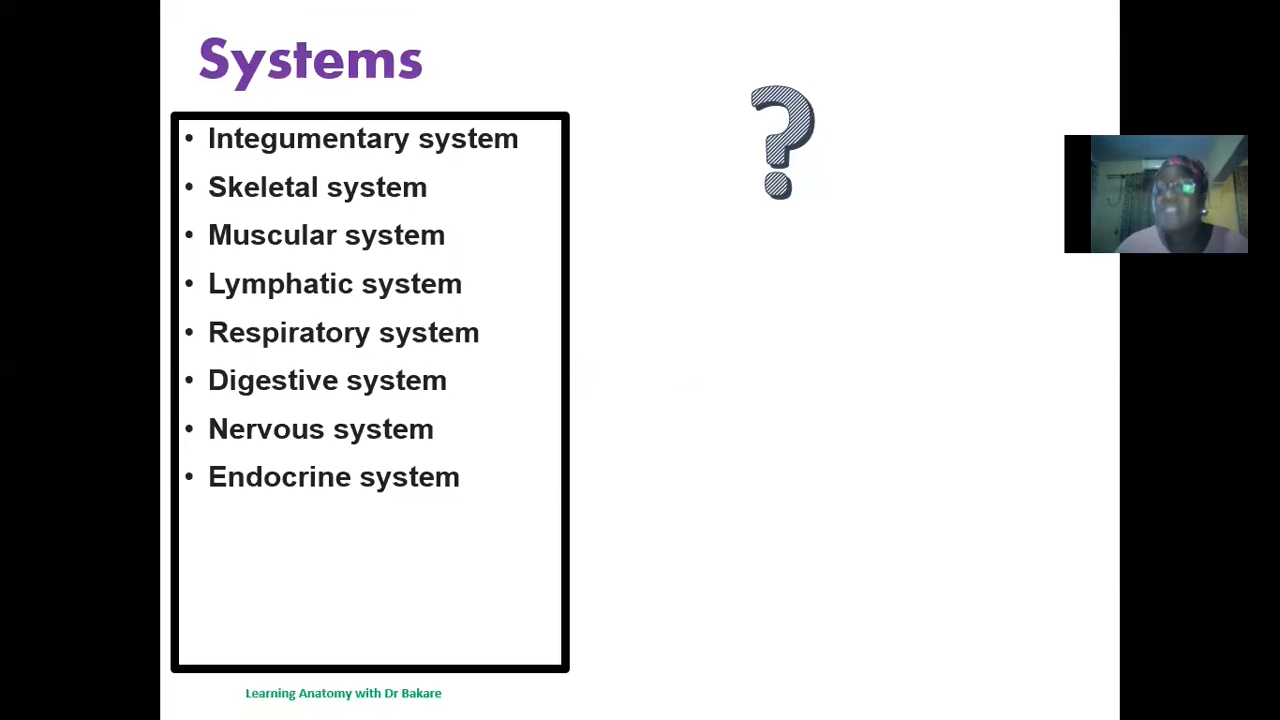 Systems
?
• Integumentary system
• Skeletal system
• Muscular system
• Lymphatic system
• Respiratory system
• Digestive system
• Nervous system
• Endocrine system
Learning Anatomy with Dr Bakare